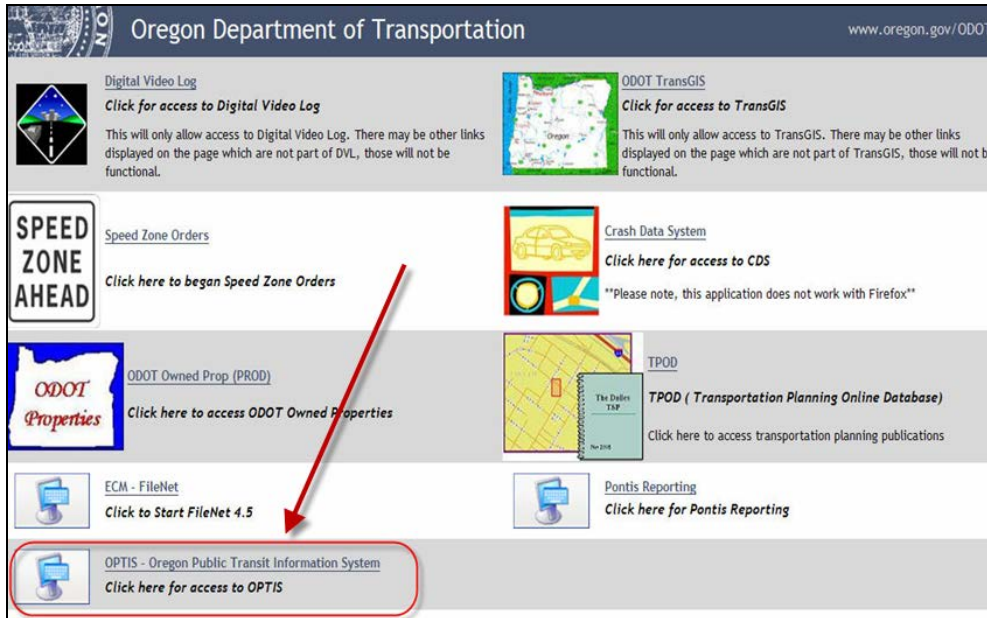 Oregon Department of Transportation
www.oregon.gov/ODOT
Digital Video Log
Click for access to Digital Video Log
This will only allow access to Digital Video Log. There may be other links
displayed on the page which are not part of DVL, those will not be
functional.
ODOT TransGIS
Click for access to TransGIS
This will only allow access to TransGIS. There may be other links
displayed on the page which are not part of TransGIS, those will not b
functional.
Oregon
SPEED
ZONE
AHEAD
Speed Zone Orders
Click here to began Speed Zone Orders
Crash Data System
Click here for access to CDS
**Please note, this application does not work with Firefox**
ODOT
Properties
ODOT Owned Prop (PROD)
Click here to access ODOT Owned Properties
The Dalles
TSP
TPOD
TPOD ( Transportation Planning Online Database)
Click here to access transportation planning publications
ECM - FileNet
Click to Start FileNet 4.5
Pontis Reporting
Click here for Pontis Reporting
OPTIS - Oregon Public Transit Information System
Click here for access to OPTIS